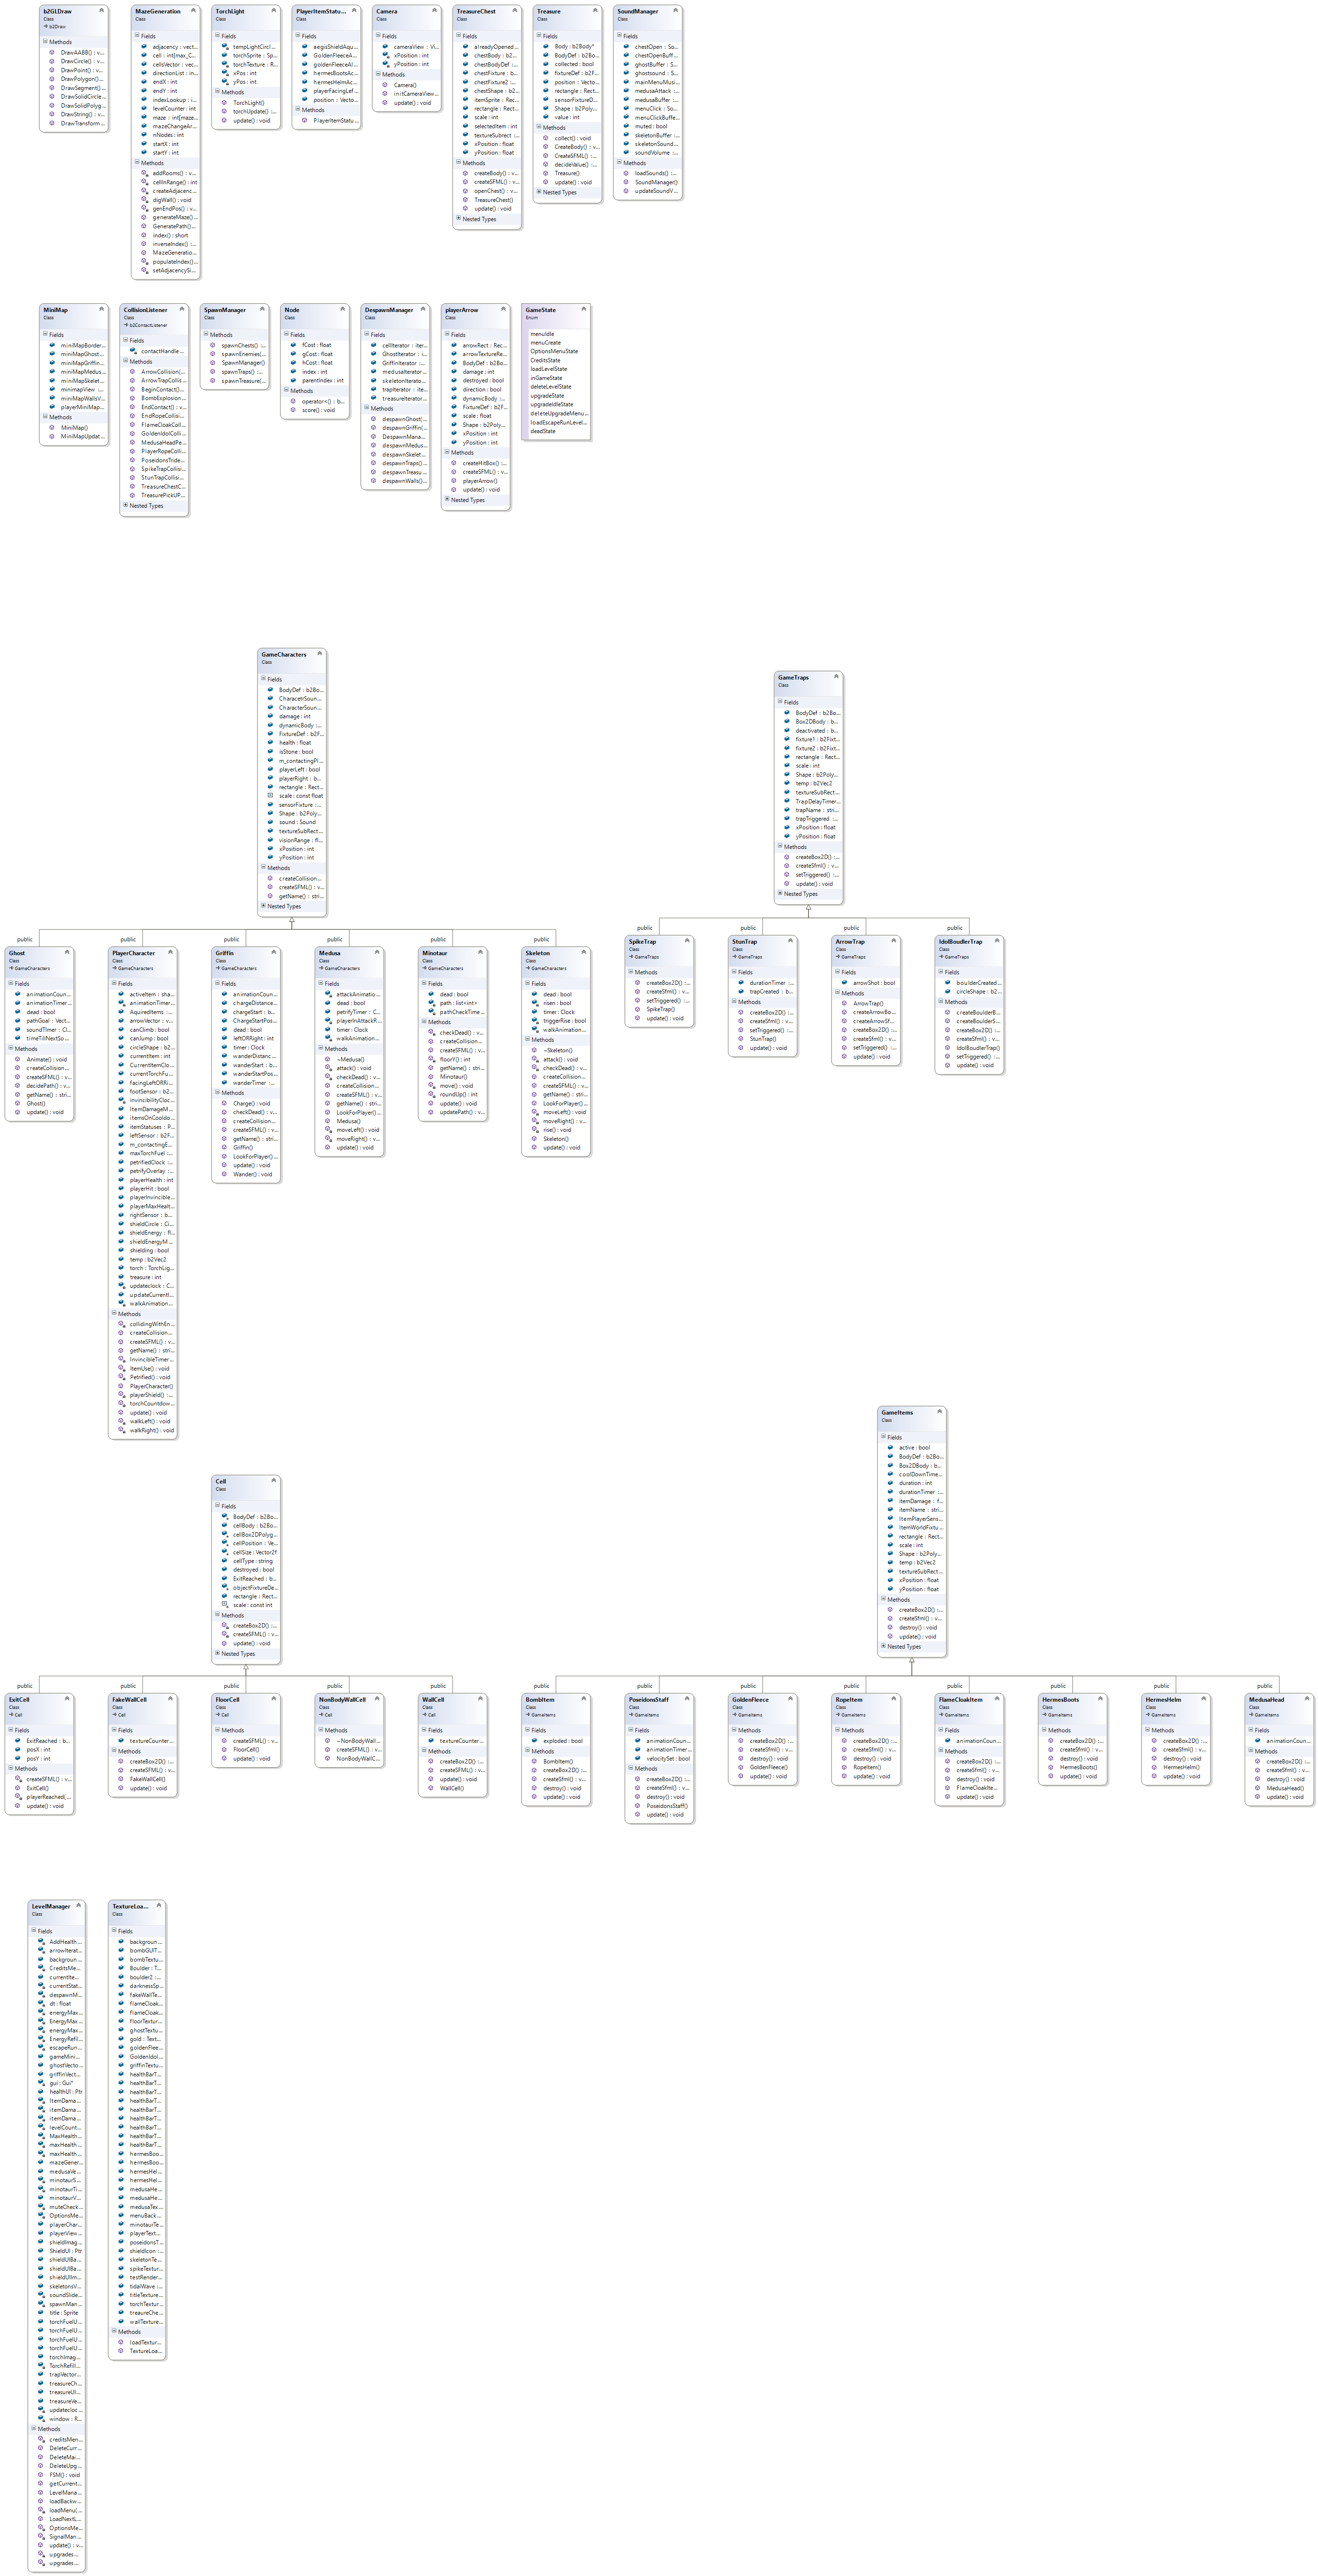 b2GLDraw
Class
→ b2Draw
Methods
DrawAABB() : v...
DrawCircle() : v...
DrawPoint() : v...
DrawPolygon()...
DrawSegment()...
DrawSolidCircle...
DrawSolidPolyg...
DrawString() : v...
DrawTransform...
MazeGeneration
Class
Fields
adjacency : vect...
cell : int[max_C...
cellsVector : vec...
directionList : in...
endX : int
endY : int
indexLookup : i...
levelCounter : int
maze : int[maze...
mazeChangeAr...
nNodes : int
startX : int
startY : int
Methods
addRooms() : v...
cellInRange() : int
createAdjacenc...
digWall() : void
genEndPos() : v...
generateMaze()...
GeneratePath()...
index() : short
inverseIndex() :...
MazeGeneratio...
populateIndex()...
setAdjacencySi...
TorchLight
Class
Fields
tempLightCircl...
torchSprite : Sp...
torchTexture : R...
xPos : int
yPos : int
Methods
TorchLight()
torchUpdate() :...
update() : void
PlayerItemStatu...
Class
Fields
aegisShieldAqu...
GoldenFleeceA...
goldenFleeceAl...
hermesBootsAc...
hermesHelmAc...
playerFacingLef...
position : Vecto...
Methods
PlayerItemStatu...
Camera
Class
Fields
cameraView : Vi...
xPosition : int
yPosition : int
Methods
Camera()
initCameraView...
update() : void
TreasureChest
Class
Fields
alreadyOpened...
chestBody : b2...
chestBodyDef :...
chestFixture : b...
chestFixture2 :...
chestShape : b2...
itemSprite : Rec...
rectangle : Rect...
scale : int
selectedItem : int
textureSubrect :...
xPosition : float
yPosition : float
Methods
createBody() : v...
createSFML() : v...
openChest() : v...
TreasureChest()
update() : void
Nested Types
Treasure
Class
Fields
Body : b2Body*
BodyDef : b2Bo...
collected : bool
fixtureDef : b2F...
position : Vecto...
rectangle : Rect...
sensorFixtureD...
Shape : b2Poly...
value : int
Methods
collect() : void
CreateBody() : v...
CreateSFML() :...
decideValue() :...
Treasure()
update() : void
Nested Types
SoundManager
Class
Fields
chestOpen : So...
chestOpenBuff...
ghostBuffer : S...
ghostsound : S...
mainMenuMusi...
medusaAttack :...
medusaBuffer :...
menuClick : So...
menuClickBuffe...
muted : bool
skeletonBuffer :...
skeletonSound...
soundVolume :...
Methods
loadSounds() :...
SoundManager()
updateSoundV...
MiniMap
Class
Fields
miniMapBorder...
miniMapGhost...
miniMapGriffin...
miniMapMedus...
miniMapSkelet...
minimapView :...
miniMapWallsV...
playerMiniMap...
Methods
MiniMap()
MiniMapUpdat...
CollisionListener
Class
→ b2ContactListener
Fields
contactHandle...
Methods
ArrowCollision(...
ArrowTrapCollis...
BeginContact()...
BombExplosion...
EndContact() : v...
EndRopeCollisi...
FlameCloakColl...
GoldenIdolColli...
MedusaHeadPe...
PlayerRopeColli...
PoseidonsTride...
SpikeTrapCollisi...
StunTrapCollisi...
TreasureChestC...
TreasurePickUP...
Nested Types
SpawnManager
Class
Methods
spawnChests() :...
spawnEnemies(...
SpawnManager()
spawnTraps() :...
spawnTreasure(...
Node
Class
Fields
fCost : float
gCost : float
hCost : float
index : int
parentIndex : int
Methods
operator<() : b...
score() : void
DespawnManager
Class
Fields
cellIterator : iter...
GhostIterator : i...
GriffinIterator :...
medusaIterator...
skeletonIterato...
trapIterator : ite...
treasureIterator...
Methods
despawnGhost(...
despawnGriffin(...
DespawnMana...
despawnMedus...
despawnSkelet...
despawnTraps()...
despawnTreasu...
despawnWalls()...
playerArrow
Class
Fields
arrowRect : Rec...
arrowTextureRe...
BodyDef : b2Bo...
damage : int
destroyed : bool
direction : bool
dynamicBody :...
FixtureDef : b2F...
scale : float
Shape : b2Poly...
xPosition : int
yPosition : int
Methods
createHitBox() :...
createSFML() : v...
playerArrow()
update() : void
Nested Types
GameState
Enum
menuIdle
menuCreate
OptionsMenuState
CreditsState
loadLevelState
inGameState
deleteLevelState
upgradeState
upgradeIdleState
deleteUpgradeMenu...
loadEscapeRunLevel...
deadState
GameCharacters
Class
Fields
BodyDef : b2Bo...
CharacetrSoun...
CharacterSoun...
damage : int
dynamicBody :...
FixtureDef : b2F...
health : float
isStone : bool
m_contactingPl...
playerLeft : bool
playerRight : b...
rectangle : Rect...
scale : const float
sensorFixture :...
Shape : b2Poly...
sound : Sound
textureSubRect...
visionRange : fl...
xPosition : int
yPosition : int
Methods
createCollision...
createSFML() : v...
getName() : stri...
Nested Types
GameTraps
Class
Fields
BodyDef : b2Bo...
Box2DBody : b...
deactivated : b...
fixture1 : b2Fixt...
fixture2 : b2Fixt...
rectangle : Rect...
scale : int
Shape : b2Poly...
temp : b2Vec2
textureSubRect...
TrapDelayTimer...
trapName : stri...
trapTriggered :...
xPosition : float
yPosition : float
Methods
createBox2D() :...
createSfml() : v...
setTriggered() :...
update() : void
Nested Types
public
public
public
public
public
public
public
public
public
public
Ghost
Class
→ GameCharacters
Fields
animationCoun...
animationTimer...
dead : bool
pathGoal : Vect...
soundTimer : Cl...
timeTillNextSo...
Methods
Animate() : void
createCollision...
createSFML() : v...
decidePath() : v...
getName() : stri...
Ghost()
update() : void
PlayerCharacter
Class
→ GameCharacters
Fields
activeItem : sha...
animationTimer...
AquiredItems :...
arrowVector : v...
canClimb : bool
canJump : bool
circleShape : b2...
currentItem : int
CurrentItemClo...
currentTorchFu...
facingLeftORRi...
footSensor : b2...
invincibilityCloc...
ItemDamageM...
itemsOnCooldo...
itemStatuses : P...
leftSensor : b2F...
m_contactingE...
maxTorchFuel :...
petrifiedClock :...
petrifyOverlay :...
playerHealth : int
playerHit : bool
playerInvincible...
playerMaxHealt...
rightSensor : b...
shieldCircle : Ci...
shieldEnergy : fl...
shieldEnergyM...
shielding : bool
temp : b2Vec2
torch : TorchLig...
treasure : int
updateclock : C...
updateCurrentI...
walkAnimation...
Methods
collidingWithEn...
createCollision...
createSFML() : v...
getName() : stri...
InvincibleTimer...
ItemUse() : void
Petrified() : void
PlayerCharacter()
playerShield() :...
torchCountdow...
update() : void
walkLeft() : void
walkRight() : void
Griffin
Class
→ GameCharacters
Fields
animationCoun...
chargeDistance...
chargeStart : b...
ChargeStartPos...
dead : bool
leftORRight : int
timer : Clock
wanderDistanc...
wanderStart : b...
wanderStartPos...
wanderTimer :...
Methods
Charge() : void
checkDead() : v...
createCollision...
createSFML() : v...
getName() : stri...
Griffin()
LookForPlayer()...
update() : void
Wander() : void
Medusa
Class
→ GameCharacters
Fields
attackAnimatio...
dead : bool
petrifyTimer : C...
playerInAttackR...
timer : Clock
walkAnimation...
Methods
~Medusa()
attack() : void
checkDead() : v...
createCollision...
createSFML() : v...
getName() : stri...
LookForPlayer()...
Medusa()
moveLeft() : void
moveRight() : v...
update() : void
Minotaur
Class
→ GameCharacters
Fields
dead : bool
path : list<int>
pathCheckTime...
Methods
checkDead() : v...
createCollision...
createSFML() : v...
floorY() : int
getName() : stri...
Minotaur()
move() : void
roundUp() : int
update() : void
updatePath() : v...
Skeleton
Class
→ GameCharacters
Fields
dead : bool
risen : bool
timer : Clock
triggerRise : bool
walkAnimation...
Methods
~Skeleton()
attack() : void
checkDead() : v...
createCollision...
createSFML() : v...
getName() : stri...
LookForPlayer()...
moveLeft() : void
moveRight() : v...
rise() : void
Skeleton()
update() : void
SpikeTrap
Class
→ GameTraps
Methods
createBox2D() :...
createSfml() : v...
setTriggered() :...
SpikeTrap()
update() : void
StunTrap
Class
→ GameTraps
Fields
durationTimer :...
trapCreated : b...
Methods
createBox2D() :...
createSfml() : v...
setTriggered() :...
StunTrap()
update() : void
ArrowTrap
Class
→ GameTraps
Fields
arrowShot : bool
Methods
ArrowTrap()
createArrowBo...
createArrowSf...
createBox2D() :...
createSfml() : v...
setTriggered() :...
update() : void
IdolBoudlerTrap
Class
→ GameTraps
Fields
boulderCreated...
circleShape : b2...
Methods
createBoulderB...
createBoulderS...
createBox2D() :...
createSfml() : v...
IdolBoudlerTrap()
setTriggered() :...
update() : void
GameItems
Class
Fields
active : bool
BodyDef : b2Bo...
Box2DBody : b...
coolDownTime...
duration : int
durationTimer :...
itemDamage : f...
itemName : stri...
ItemPlayerSens...
ItemWorldFixtu...
rectangle : Rect...
scale : int
Shape : b2Poly...
temp : b2Vec2
textureSubRect...
xPosition : float
yPosition : float
Methods
createBox2D() :...
createSfml() : v...
destroy() : void
update() : void
Nested Types
Cell
Class
Fields
BodyDef : b2Bo...
cellBody : b2Bo...
cellBox2DPolyg...
cellPosition : Ve...
cellSize : Vector2f
cellType : string
destroyed : bool
ExitReached : b...
objectFixtureDe...
rectangle : Rect...
scale : const int
Methods
createBox2D() :...
createSFML() : v...
update() : void
Nested Types
public
public
public
public
public
public
public
public
public
public
public
public
public
ExitCell
Class
→ Cell
Fields
ExitReached : b...
posX : int
posY : int
Methods
createSFML() : v...
ExitCell()
playerReached(...
update() : void
FakeWallCell
Class
→ Cell
Fields
textureCounter...
Methods
createBox2D() :...
createSFML() : v...
FakeWallCell()
update() : void
FloorCell
Class
→ Cell
Methods
createSFML() : v...
FloorCell()
update() : void
NonBodyWallCell
Class
→ Cell
Methods
~NonBodyWall...
createSFML() : v...
NonBodyWallC...
WallCell
Class
→ Cell
Fields
textureCounter...
Methods
createBox2D() :...
createSFML() : v...
update() : void
WallCell()
BombItem
Class
→ GameItems
Fields
exploded : bool
Methods
BombItem()
createBox2D() :...
createSfml() : v...
destroy() : void
update() : void
PoseidonsStaff
Class
→ GameItems
Fields
animationCoun...
animationTimer...
velocitySet : bool
Methods
createBox2D() :...
createSfml() : v...
destroy() : void
PoseidonsStaff()
update() : void
GoldenFleece
Class
→ GameItems
Methods
createBox2D() :...
createSfml() : v...
destroy() : void
GoldenFleece()
update() : void
RopeItem
Class
→ GameItems
Methods
createBox2D() :...
createSfml() : v...
destroy() : void
RopeItem()
update() : void
FlameCloakItem
Class
→ GameItems
Fields
animationCoun...
Methods
createBox2D() :...
createSfml() : v...
destroy() : void
FlameCloakIte...
update() : void
HermesBoots
Class
→ GameItems
Methods
createBox2D() :...
createSfml() : v...
destroy() : void
HermesBoots()
update() : void
HermesHelm
Class
→ GameItems
Methods
createBox2D() :...
createSfml() : v...
destroy() : void
HermesHelm()
update() : void
MedusaHead
Class
→ GameItems
Fields
animationCoun...
Methods
createBox2D() :...
createSfml() : v...
destroy() : void
MedusaHead()
update() : void
LevelManager
Class
Fields
AddHealth...
arrowIterat...
backgroun...
CreditsMe...
currentIte...
currentStat...
despawnM...
dt : float
energyMax...
EnergyMax...
energyMax...
EnergyRefil...
escapeRun...
gameMini...
ghostVecto...
griffinVect...
gui : Gui*
healthUI : Ptr
ItemDama...
itemDama...
itemDama...
levelCount...
MaxHealth...
maxHealth...
maxHealth...
mazeGener...
medusaVe...
minotaurS...
minotaurTi...
minotaurV...
muteCheck...
OptionsMe...
playerChar...
playerView...
shieldImag...
ShieldUI : Ptr
shieldUIBa...
shieldUIBa...
shieldUIIm...
skeletonsV...
soundSlide...
spawnMan...
title : Sprite
torchFuelU...
torchFuelU...
torchFuelU...
torchFuelU...
torchImag...
TorchRefill...
trapVector...
treasureCh...
treasureUI...
treasureVe...
updatecloc...
window : R...
Methods
creditsMen...
DeleteCurr...
DeleteMai...
DeleteUpg...
FSM() : void
getCurrent...
LevelMana...
loadBackw...
loadMenu(...
LoadNextL...
OptionsMe...
SignalMan...
update() : v...
upgrades...
upgrades...
TextureLoa...
Class
Fields
backgroun...
bombGUIT...
bombTextu...
Boulder : T...
boulder2 :...
darknessSp...
fakeWallTe...
flameCloak...
flameCloak...
floorTextur...
ghostTextu...
gold : Text...
goldenFlee...
GoldenIdol...
griffinTextu...
healthBarT...
healthBarT...
healthBarT...
healthBarT...
healthBarT...
healthBarT...
healthBarT...
healthBarT...
healthBarT...
hermesBoo...
hermesBoo...
hermesHel...
hermesHel...
medusaHe...
medusaHe...
medusaTex...
menuBack...
minotaurTe...
playerText...
poseidonsT...
shieldIcon :...
skeletonTe...
spikeTextur...
testRender...
tidalWave :...
titleTexture...
torchTextur...
treaureChe...
wallTexture...
Methods
loadTextur...
TextureLoa...